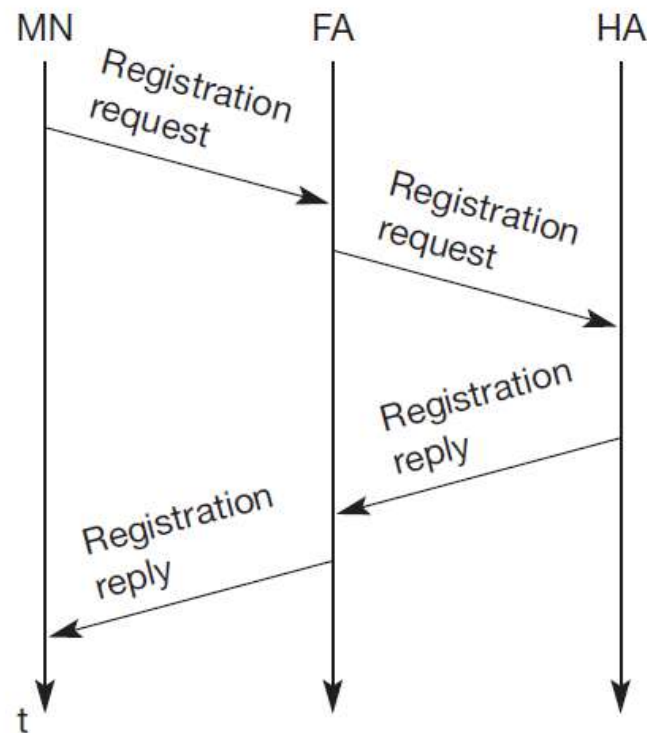 MN
FA
HA
Registration
request
Registration
request
Registration
reply
Registration
reply
t